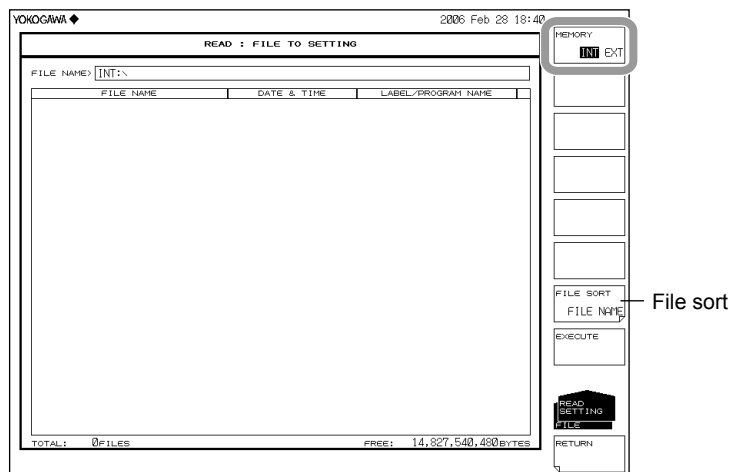 YOKOGAWA ◆ 2006 Feb 28 18:40
READ : FILE TO SETTING
FILE NAME> INT:\
FILE NAME DATE & TIME LABEL/PROGRAM NAME
TOTAL: 0FILES FREE: 14,827,540,480BYTES
MEMORY
INT EXT
FILE SORT
FILE NAME
EXECUTE
READ
SETTING
FILE
RETURN
File sort